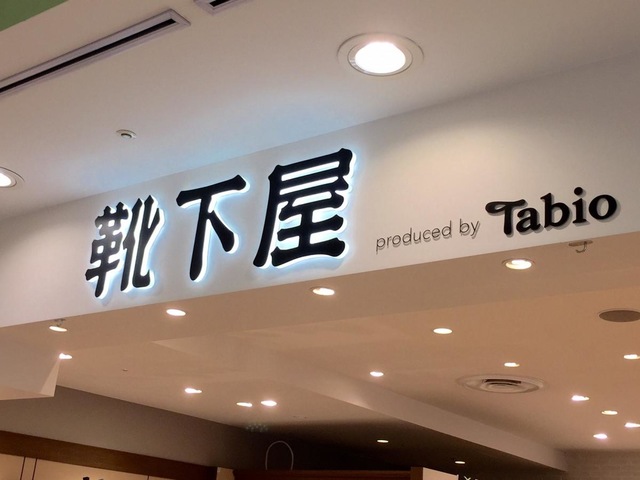 靴下屋 produced by Tabio